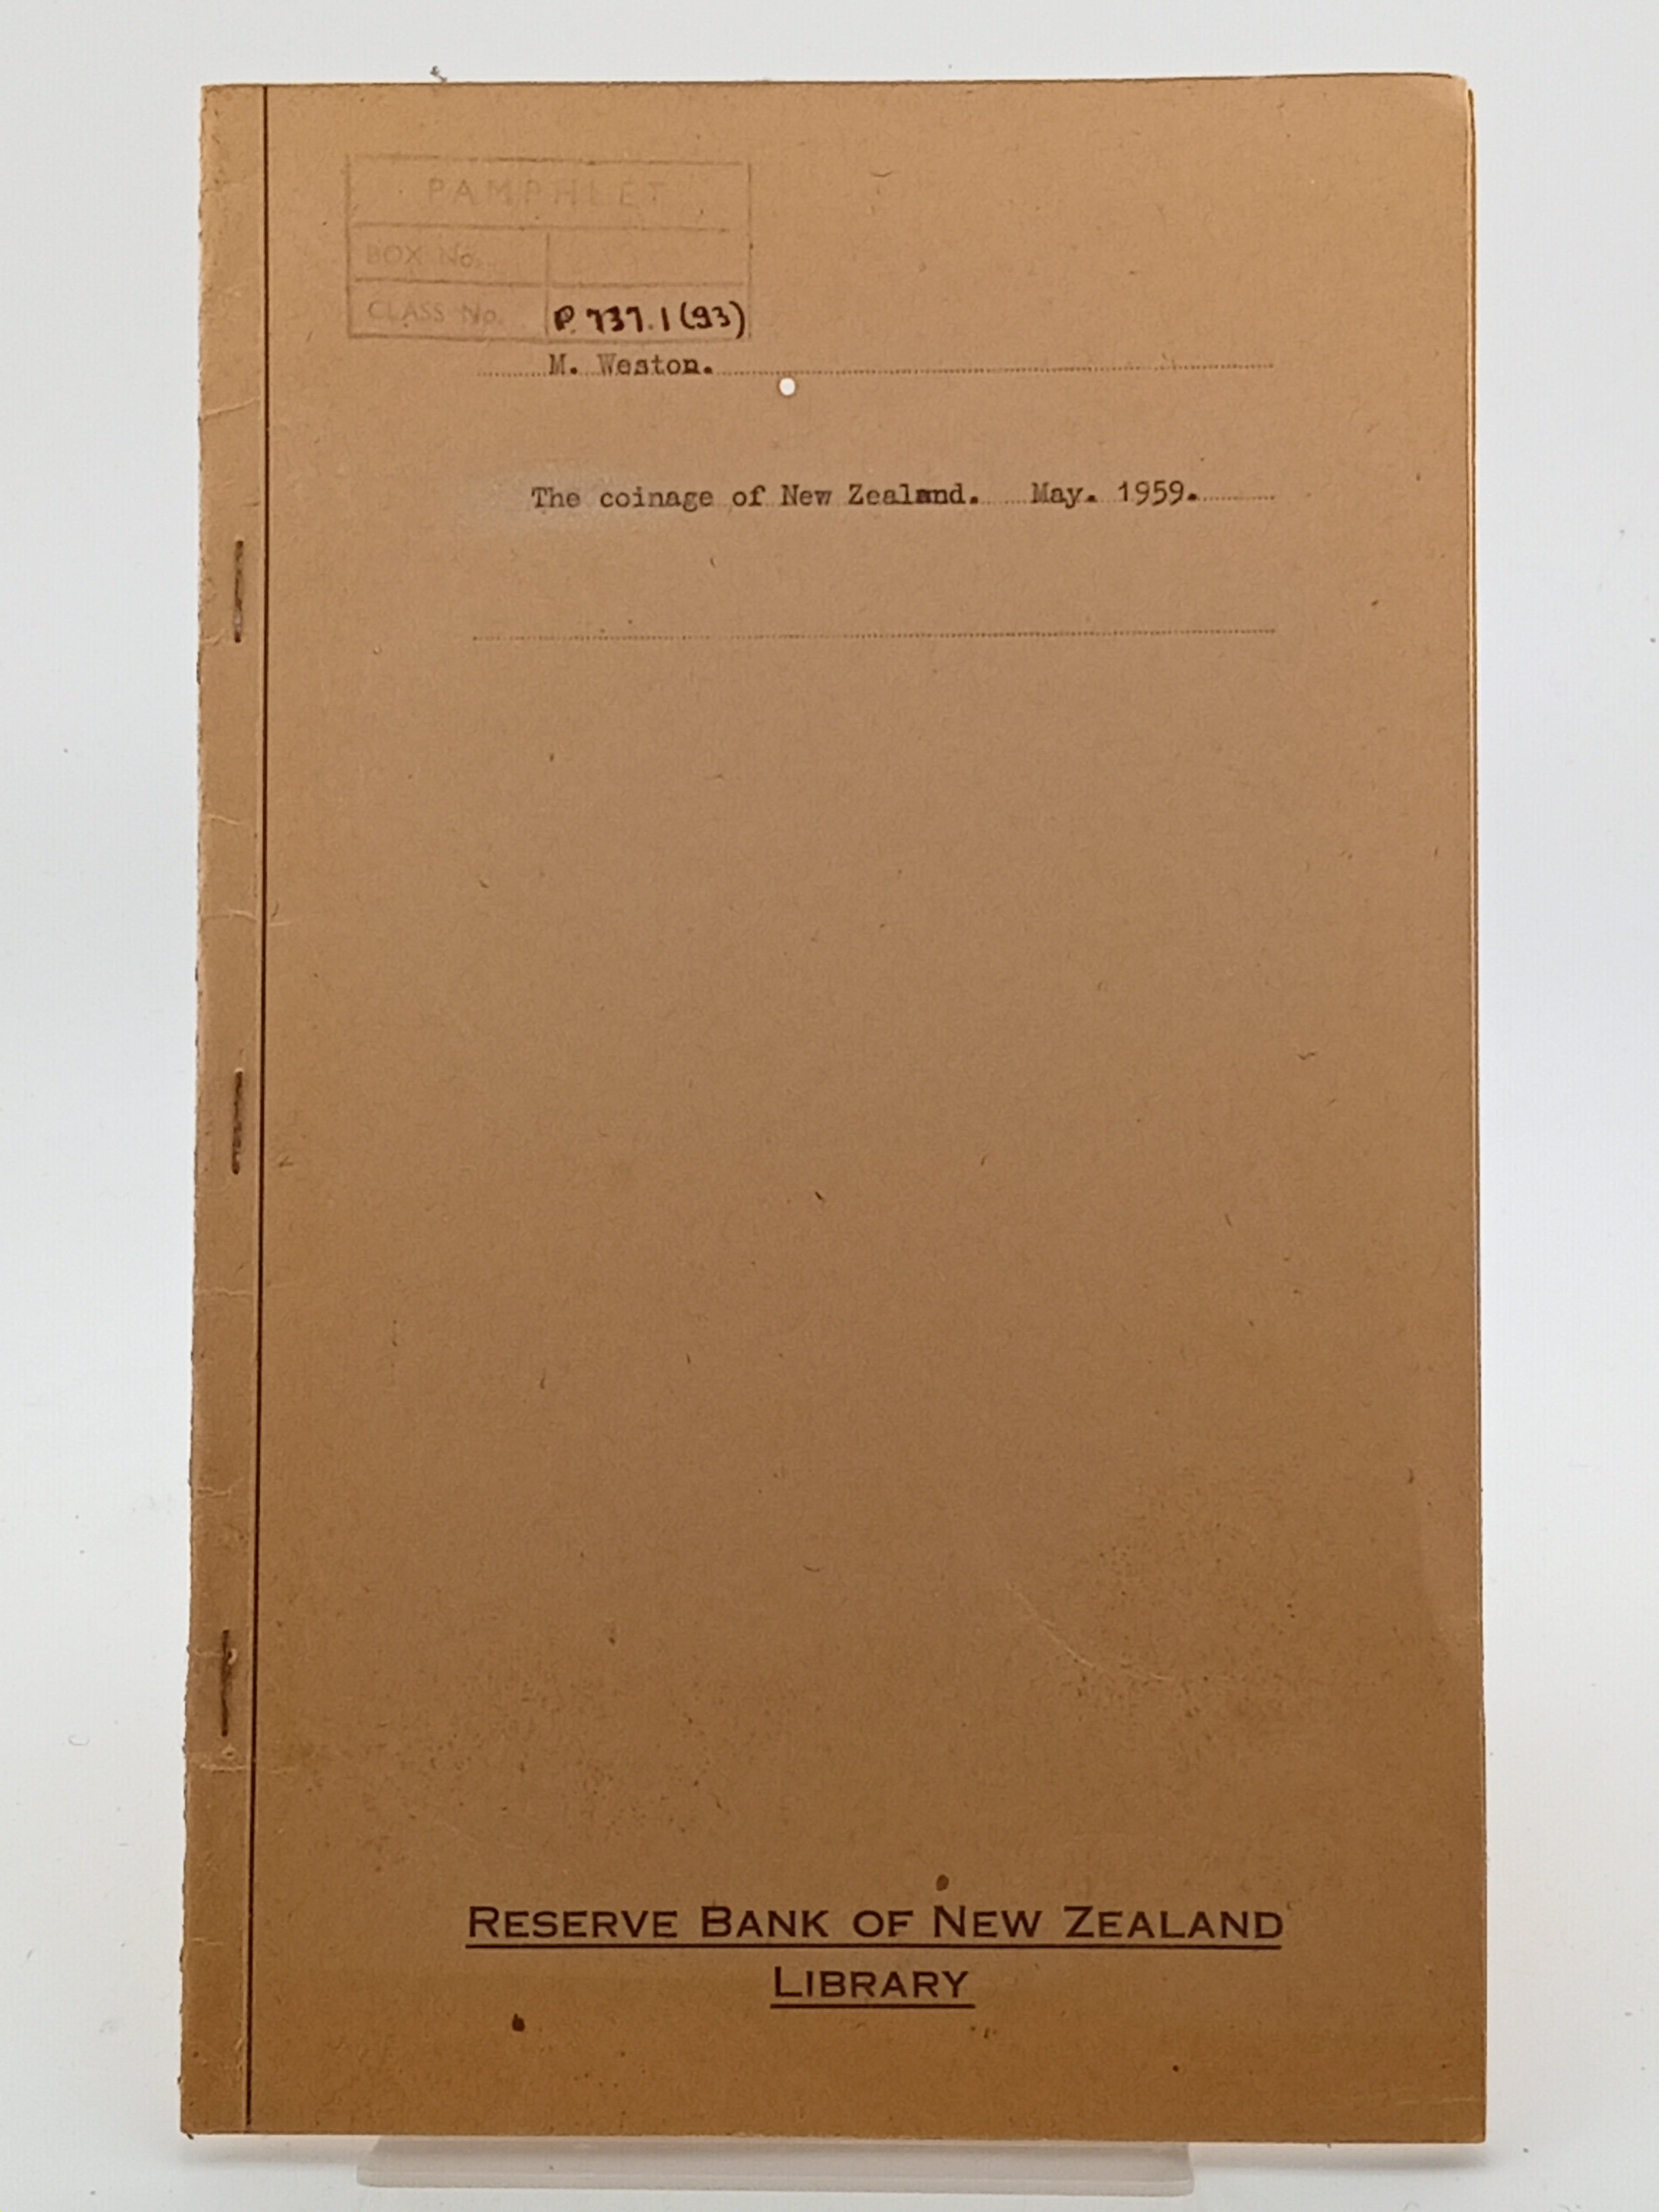 PAMPHLET
BOX No.
CLASS No. P. 737.1 (93)
M. Weston.
The coinage of New Zealand. May. 1959.
RESERVE BANK OF NEW ZEALAND
LIBRARY